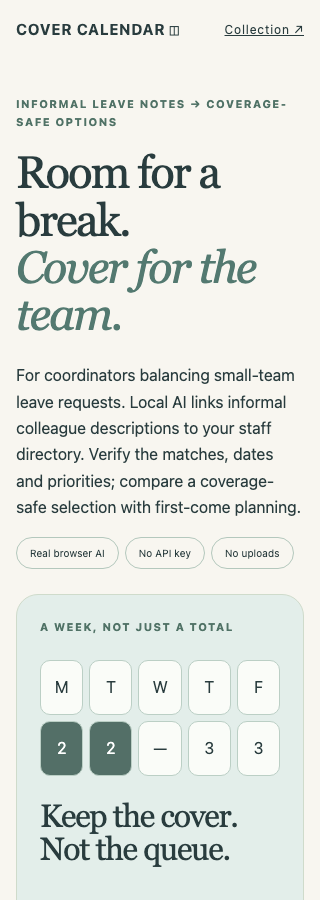 COVER CALENDAR
Collection ↗
INFORMAL LEAVE NOTES → COVERAGE-
SAFE OPTIONS
Room for a
break.
Cover for the
team.
For coordinators balancing small-team
leave requests. Local AI links informal
colleague descriptions to your staff
directory. Verify the matches, dates
and priorities; compare a coverage-
safe selection with first-come planning.
Real browser AI
No API key
No uploads
A WEEK, NOT JUST A TOTAL
M T W T F
2 2 — 3 3
Keep the cover.
Not the queue.